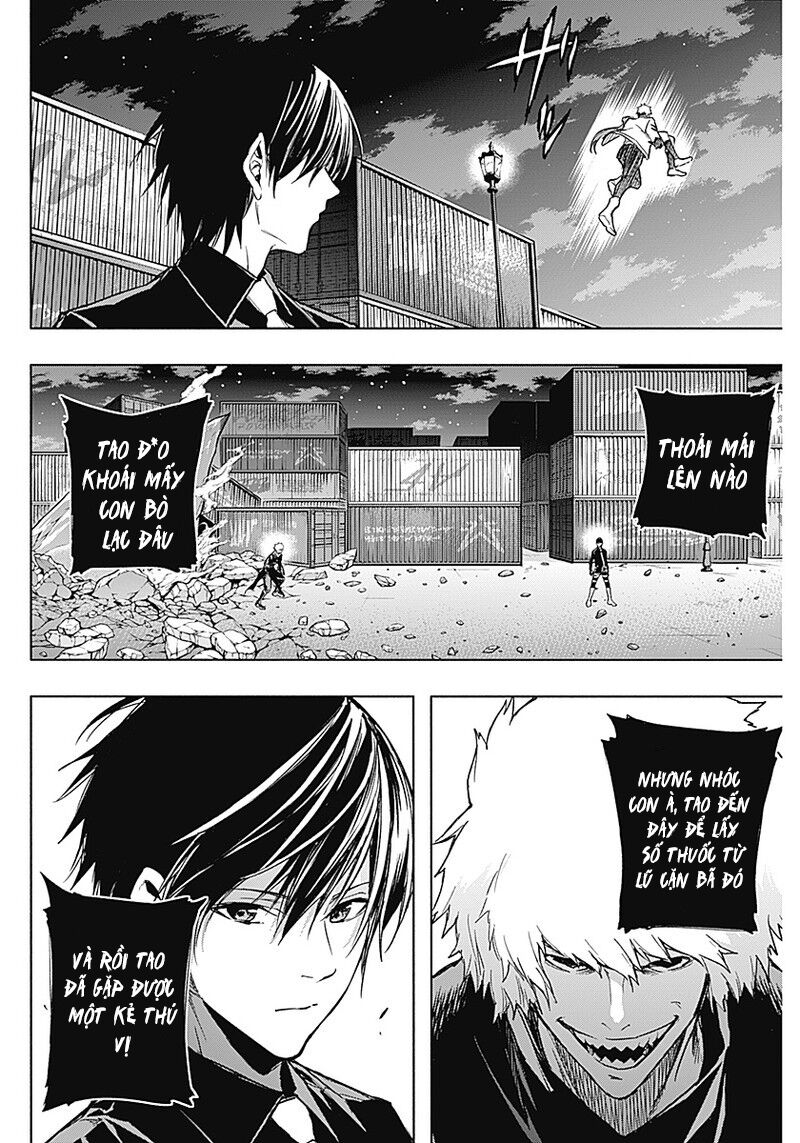 THOẢI MÁI
LÊN NÀO
TAO Đ*O
KHOÁI MẤY
CON BÒ
LẠC ĐÂU
NHƯNG NHÓC
CON À, TAO ĐẾN
ĐÂY ĐỂ LẤY
SỐ THUỐC TỪ
LŨ CẶN BÃ ĐÓ
VÀ RỒI TAO
ĐÃ GẶP ĐƯỢC
MỘT KẺ THÚ
VỊ